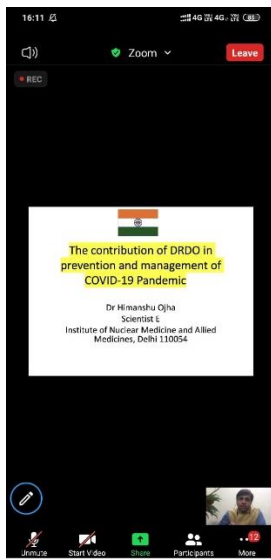 16:11
4G 4G
Zoom
Leave
REC
The contribution of DRDO in
prevention and management of
COVID-19 Pandemic
Dr Himanshu Ojha
Scientist E
Institute of Nuclear Medicine and Allied
Medicines, Delhi 110054
12
Unmute Start Video Share Participants More